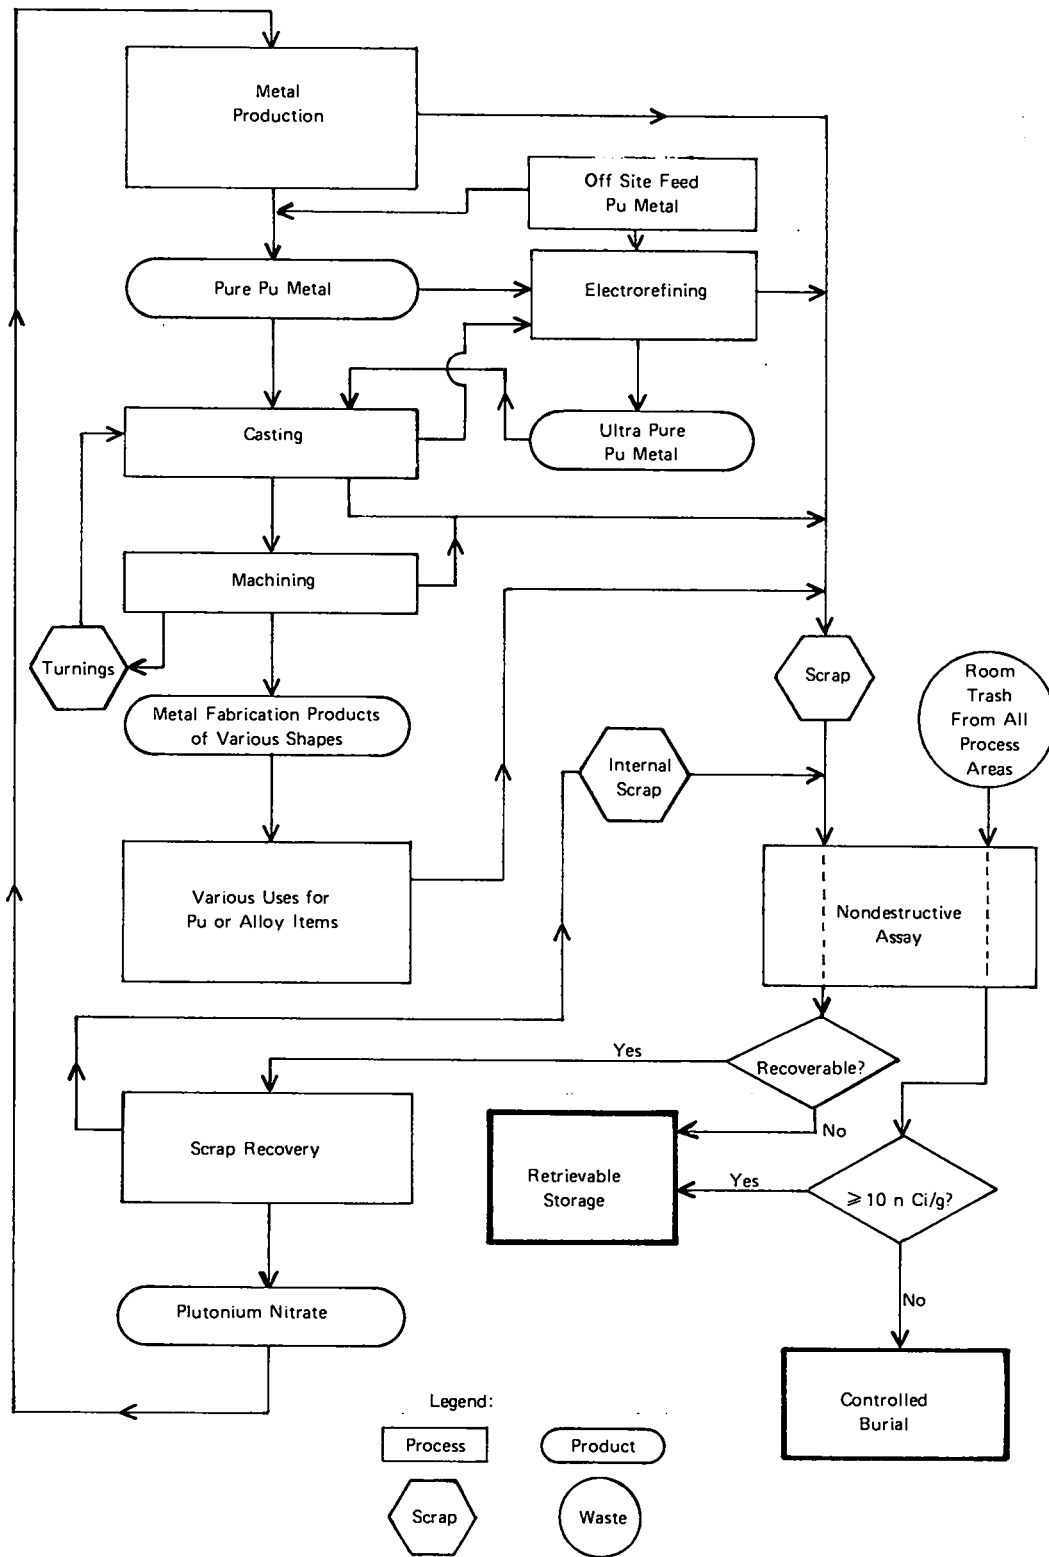 Metal
Production
Off Site Feed
Pu Metal
Pure Pu Metal
Electrorefining
Casting
Ultra Pure
Pu Metal
Machining
Turnings
Scrap
Room
Trash
From All
Process
Areas
Metal Fabrication Products
of Various Shapes
Internal
Scrap
Various Uses for
Pu or Alloy Items
Nondestructive
Assay
Yes
Recoverable?
No
Scrap Recovery
Retrievable
Storage
Yes
⩾10 n Ci/g?
No
Plutonium Nitrate
Controlled
Burial
Legend:
Process
Product
Scrap
Waste